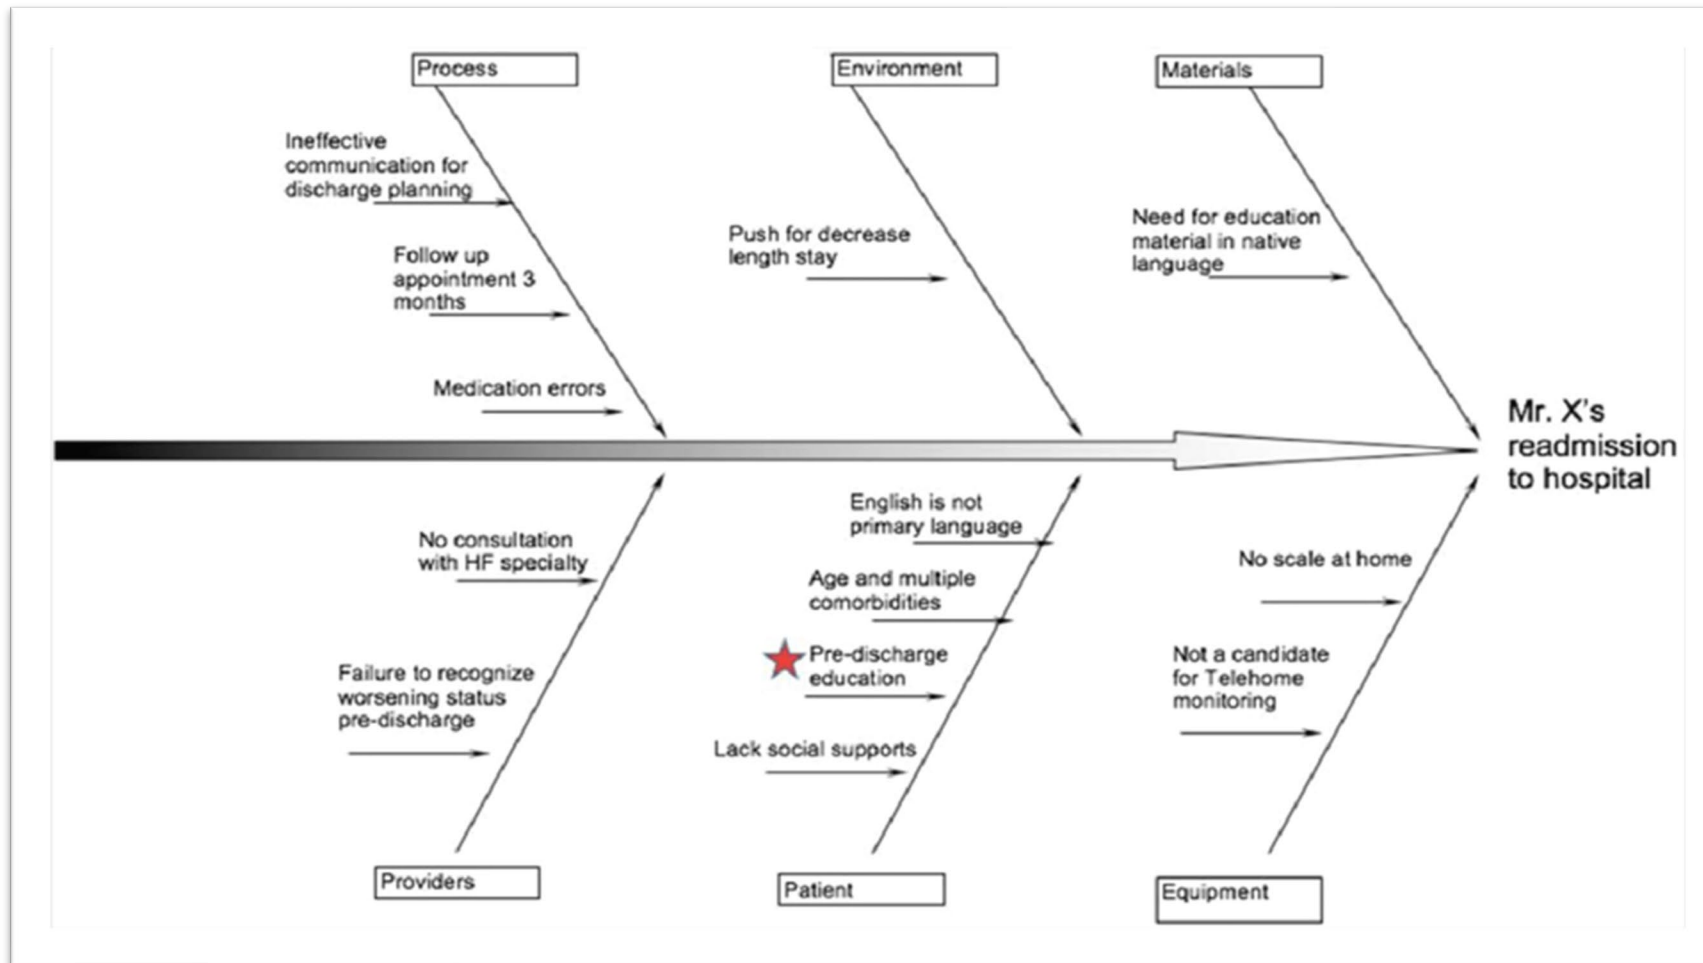 Process
Environment
Materials
Ineffective
communication for
discharge planning
Follow up
appointment 3
months
Medication errors
Push for decrease
length stay
Need for education
material in native
language
Mr. X's
readmission
to hospital
No consultation
with HF specialty
Failure to recognize
worsening status
pre-discharge
English is not
primary language
Age and multiple
comorbidities
Pre-discharge
education
Lack social supports
No scale at home
Not a candidate
for Telehome
monitoring
Providers
Patient
Equipment